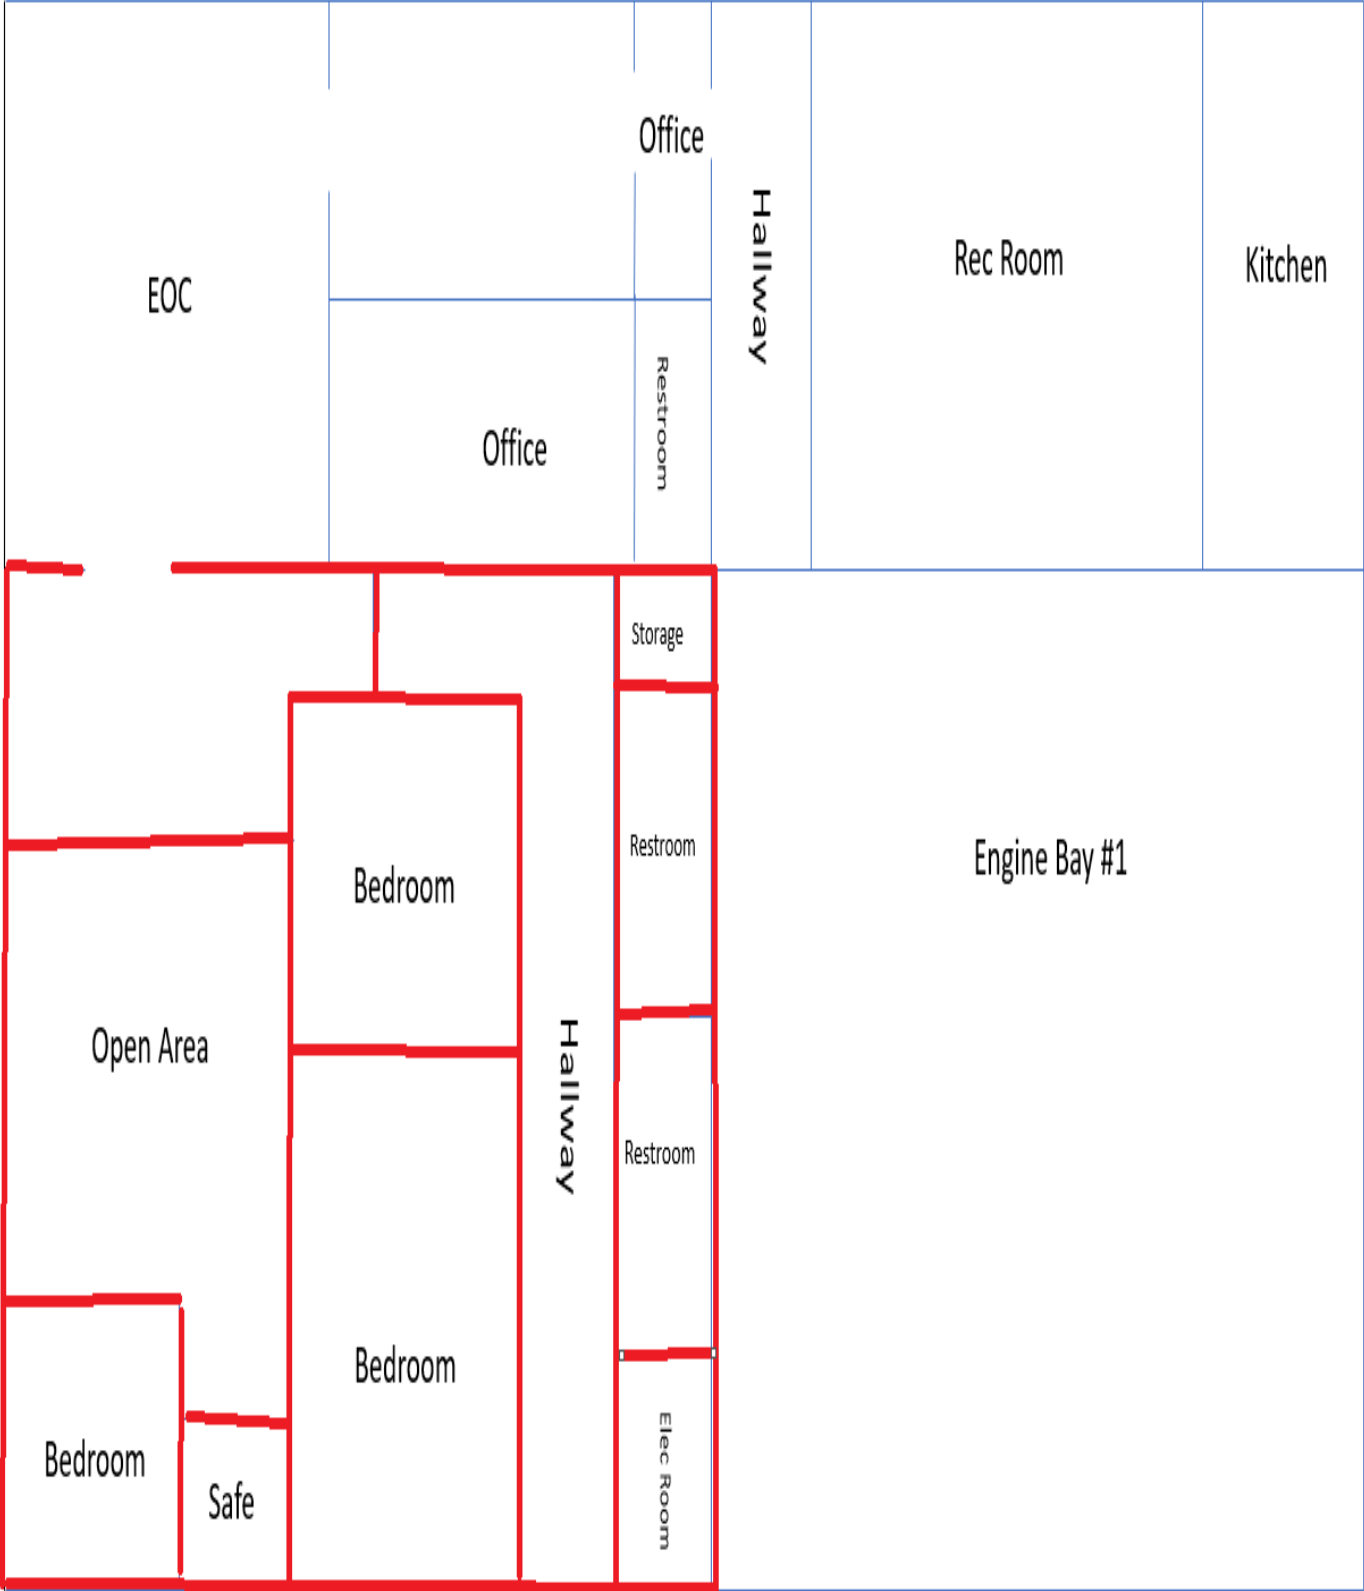 Office
Hallway
Rec Room
Kitchen
EOC
Office
Restroom
Storage
Restroom
Engine Bay #1
Bedroom
Open Area
Hallway
Restroom
Bedroom
Bedroom
Safe
Elec Room